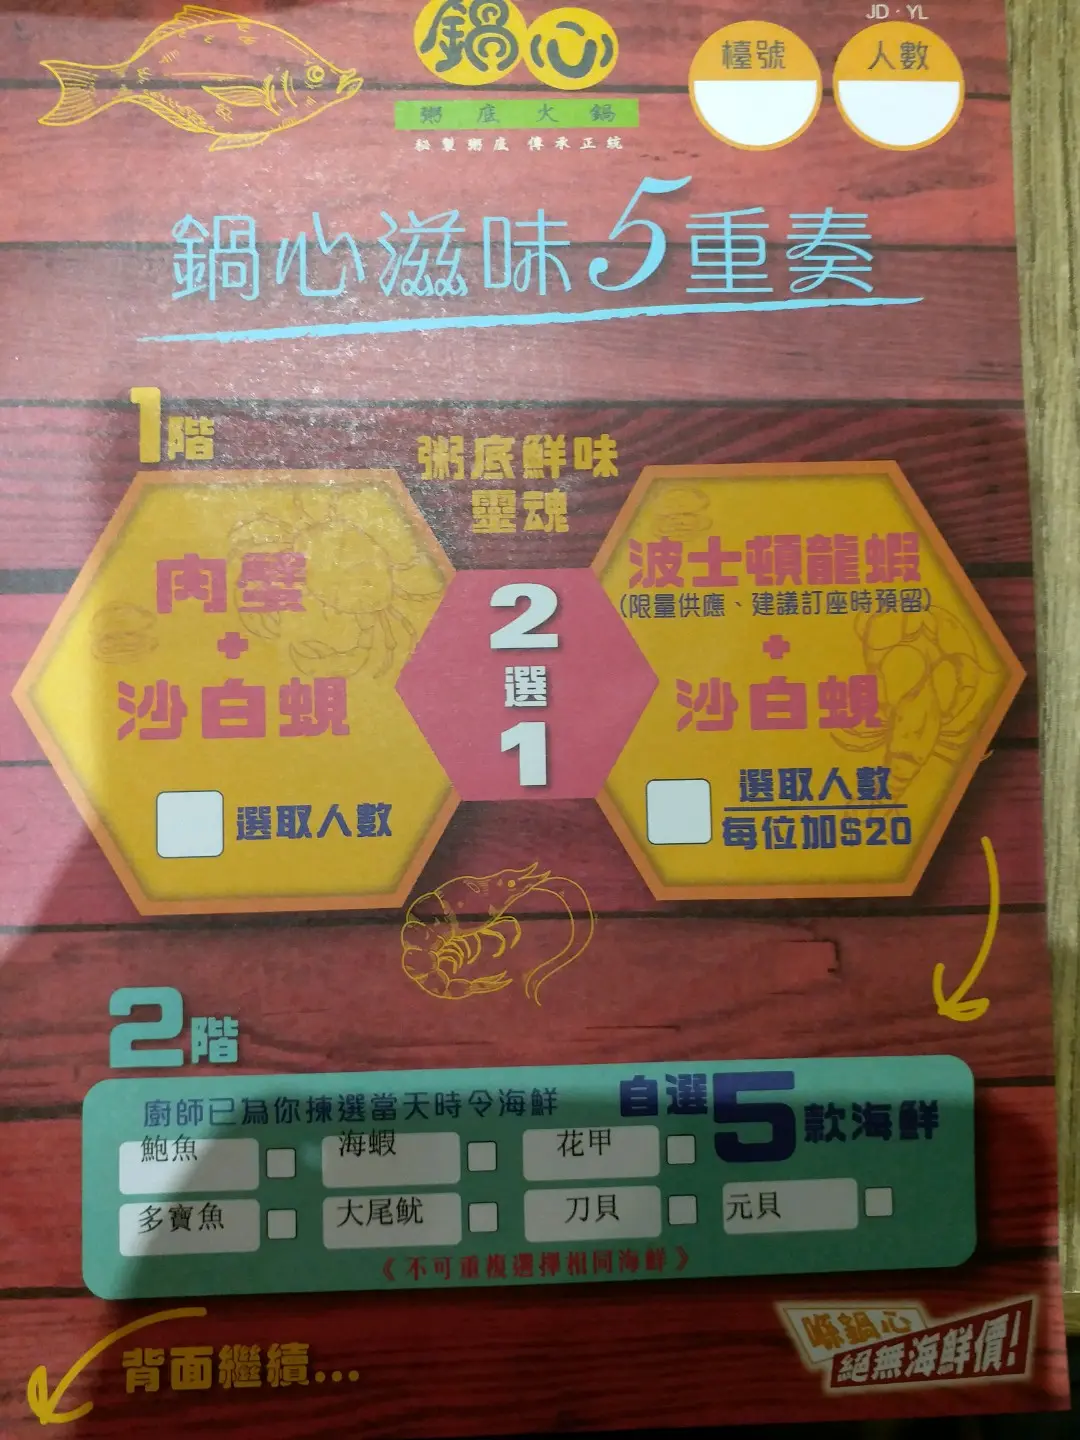 JD · YL
鍋心
檯號
人數
粥底火鍋
秘製粥底 傳承正統
鍋心滋味5重奏
1階
粥底鮮味
靈魂
肉蟹
+
沙白蜆
選取人數
2
選
1
波士頓龍蝦
(限量供應、建議訂座時預留)
+
沙白蜆
選取人數
每位加$20
2階
廚師已為你揀選當天時令海鮮
自選5款海鮮
鮑魚
海蝦
花甲
多寶魚
大尾魷
刀貝
元貝
《不可重複選擇相同海鮮》
背面繼續...
喺鍋心
絕無海鮮價!